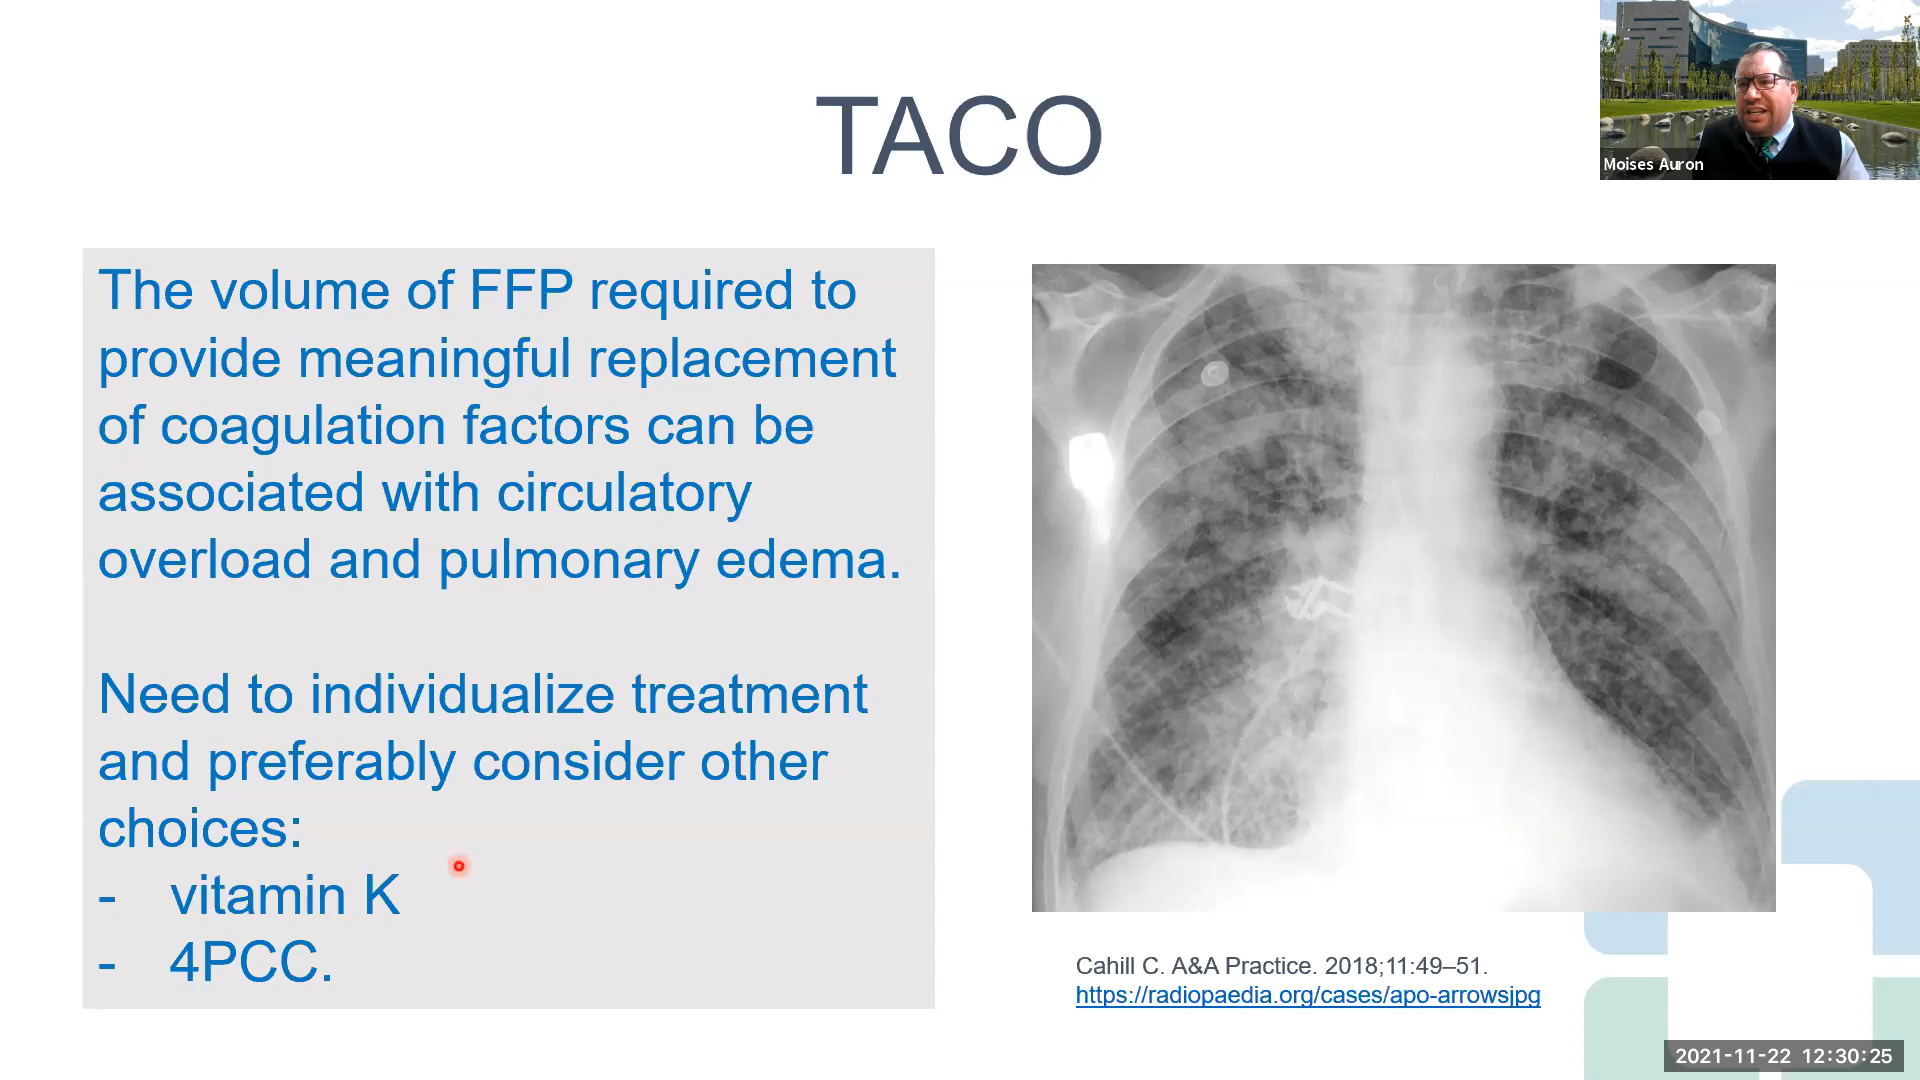 TACO
Moises Auron
The volume of FFP required to
provide meaningful replacement
of coagulation factors can be
associated with circulatory
overload and pulmonary edema.
Need to individualize treatment
and preferably consider other
choices:
- vitamin K
- 4PCC.
Cahill C. A&A Practice. 2018;11:49–51.
https://radiopaedia.org/cases/apo-arrowsjpg
2021-11-22 12:30:25